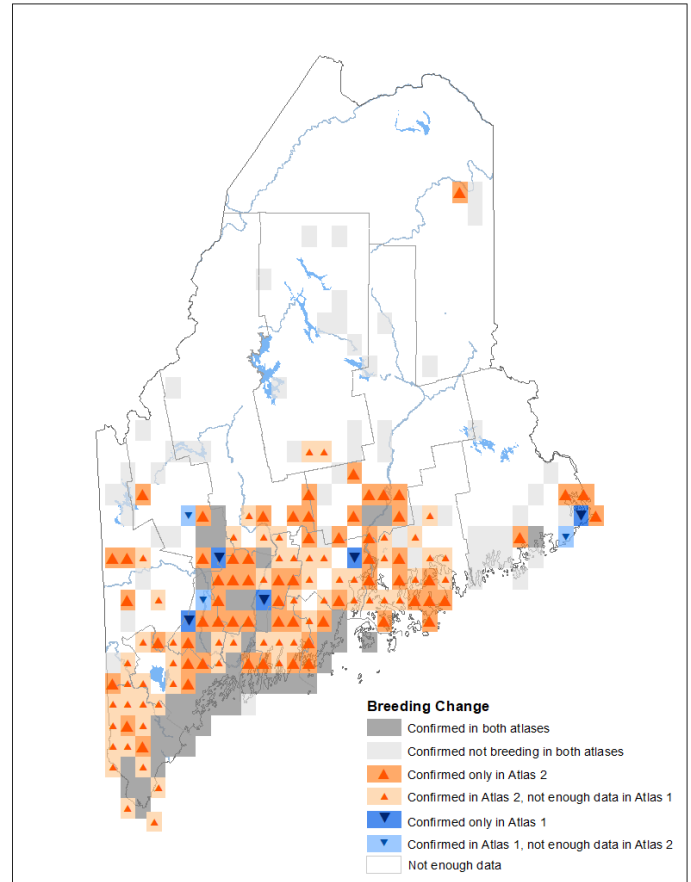 Breeding Change
Confirmed in both atlases
Confirmed not breeding in both atlases
Confirmed only in Atlas 2
Confirmed in Atlas 2, not enough data in Atlas 1
Confirmed only in Atlas 1
Confirmed in Atlas 1, not enough data in Atlas 2
Not enough data